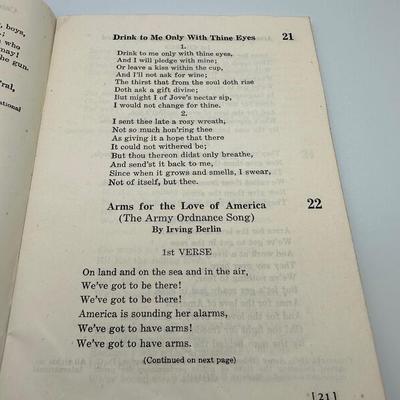 , boys,
;
n who
may!
he gun.
tral,
national
Drink to Me Only With Thine Eyes 21
1.
Drink to me only with thine eyes,
And I will pledge with mine;
Or leave a kiss within the cup,
And I'll not ask for wine;
The thirst that from the soul doth rise
Doth ask a gift divine;
But might I of Jove's nectar sip,
I would not change for thine.
2.
I sent thee late a rosy wreath,
Not so much hon'ring thee
As giving it a hope that there
It could not withered be;
But thou thereon didst only breathe,
And send'st it back to me,
Since when it grows and smells, I swear,
Not of itself, but thee.
Arms for the Love of America 22
(The Army Ordnance Song)
By Irving Berlin
1st VERSE
On land and on the sea and in the air,
We've got to be there!
We've got to be there!
America is sounding her alarms,
We've got to have arms!
We've got to have arms.
(Continued on next page)
[21]